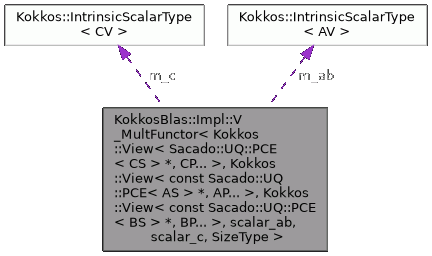 Kokkos::IntrinsicScalarType
< CV >
Kokkos::IntrinsicScalarType
< AV >
m_c
m_ab
KokkosBlas::Impl::V
_MultFunctor< Kokkos
::View< Sacado::UQ::PCE
< CS > *, CP... >, Kokkos
::View< const Sacado::UQ
::PCE< AS > *, AP... >, Kokkos
::View< const Sacado::UQ::PCE
< BS > *, BP... >, scalar_ab,
scalar_c, SizeType >